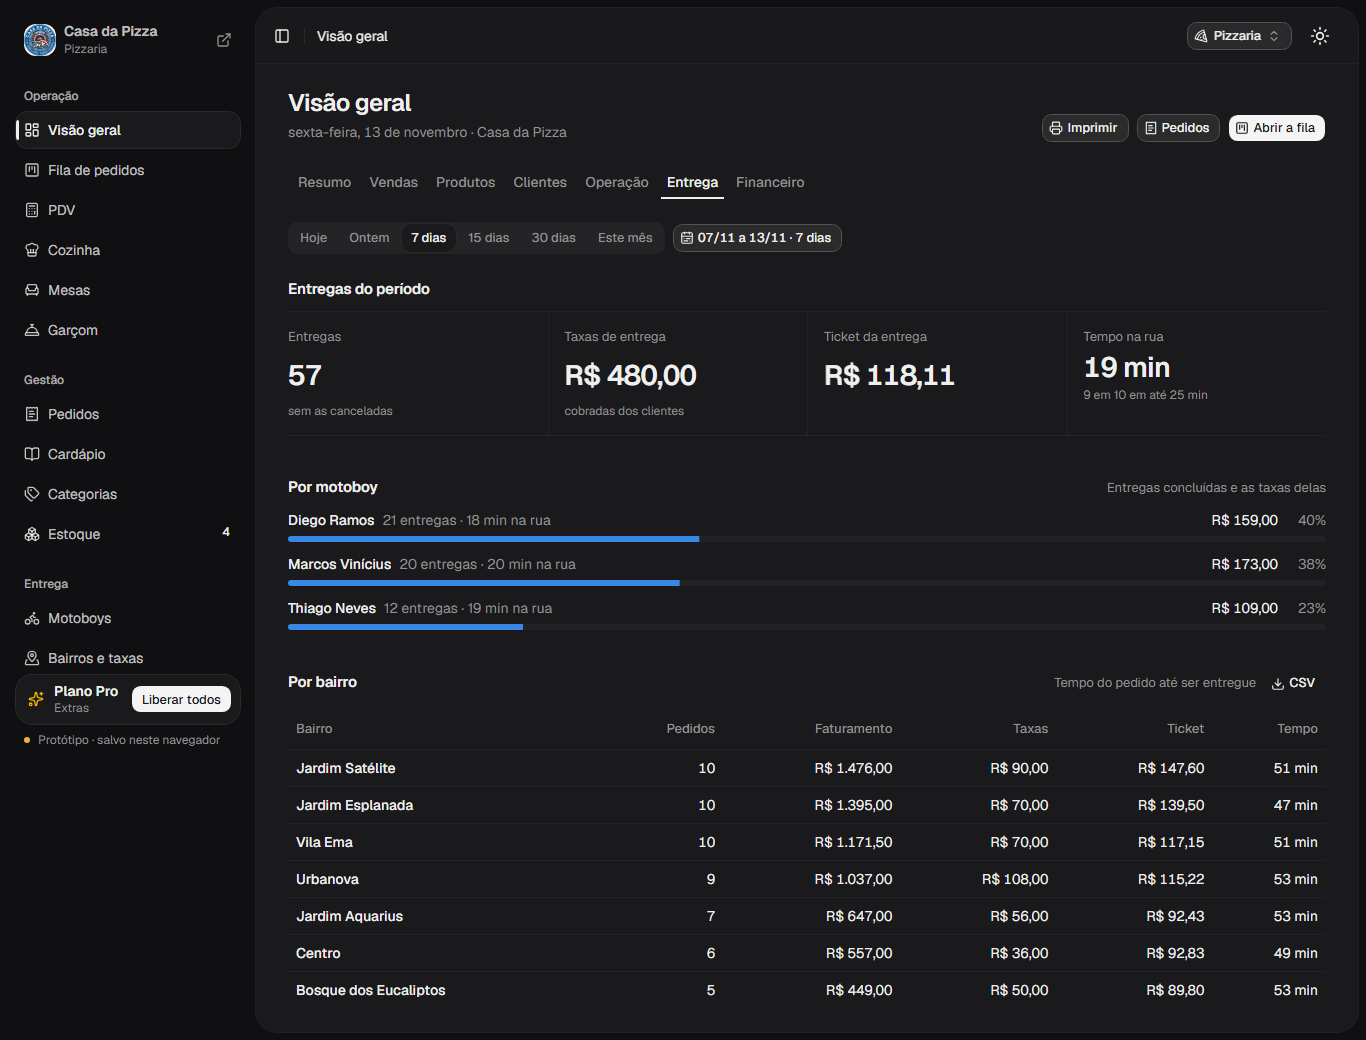 Casa da Pizza
Pizzaria
Operação
Visão geral
Fila de pedidos
PDV
Cozinha
Mesas
Garçom
Gestão
Pedidos
Cardápio
Categorias
Estoque 4
Entrega
Motoboys
Bairros e taxas
Plano Pro
Extras
Liberar todos
Protótipo · salvo neste navegador
Visão geral
Pizzaria
Visão geral
sexta-feira, 13 de novembro · Casa da Pizza
Imprimir Pedidos Abrir a fila
Resumo Vendas Produtos Clientes Operação Entrega Financeiro
Hoje Ontem 7 dias 15 dias 30 dias Este mês 07/11 a 13/11 · 7 dias
Entregas do período
Entregas
57
sem as canceladas
Taxas de entrega
R$ 480,00
cobradas dos clientes
Ticket da entrega
R$ 118,11
Tempo na rua
19 min
9 em 10 em até 25 min
Por motoboy Entregas concluídas e as taxas delas
Diego Ramos 21 entregas · 18 min na rua R$ 159,00 40%
Marcos Vinícius 20 entregas · 20 min na rua R$ 173,00 38%
Thiago Neves 12 entregas · 19 min na rua R$ 109,00 23%
Por bairro Tempo do pedido até ser entregue CSV
Bairro Pedidos Faturamento Taxas Ticket Tempo
Jardim Satélite 10 R$ 1.476,00 R$ 90,00 R$ 147,60 51 min
Jardim Esplanada 10 R$ 1.395,00 R$ 70,00 R$ 139,50 47 min
Vila Ema 10 R$ 1.171,50 R$ 70,00 R$ 117,15 51 min
Urbanova 9 R$ 1.037,00 R$ 108,00 R$ 115,22 53 min
Jardim Aquarius 7 R$ 647,00 R$ 56,00 R$ 92,43 53 min
Centro 6 R$ 557,00 R$ 36,00 R$ 92,83 49 min
Bosque dos Eucaliptos 5 R$ 449,00 R$ 50,00 R$ 89,80 53 min